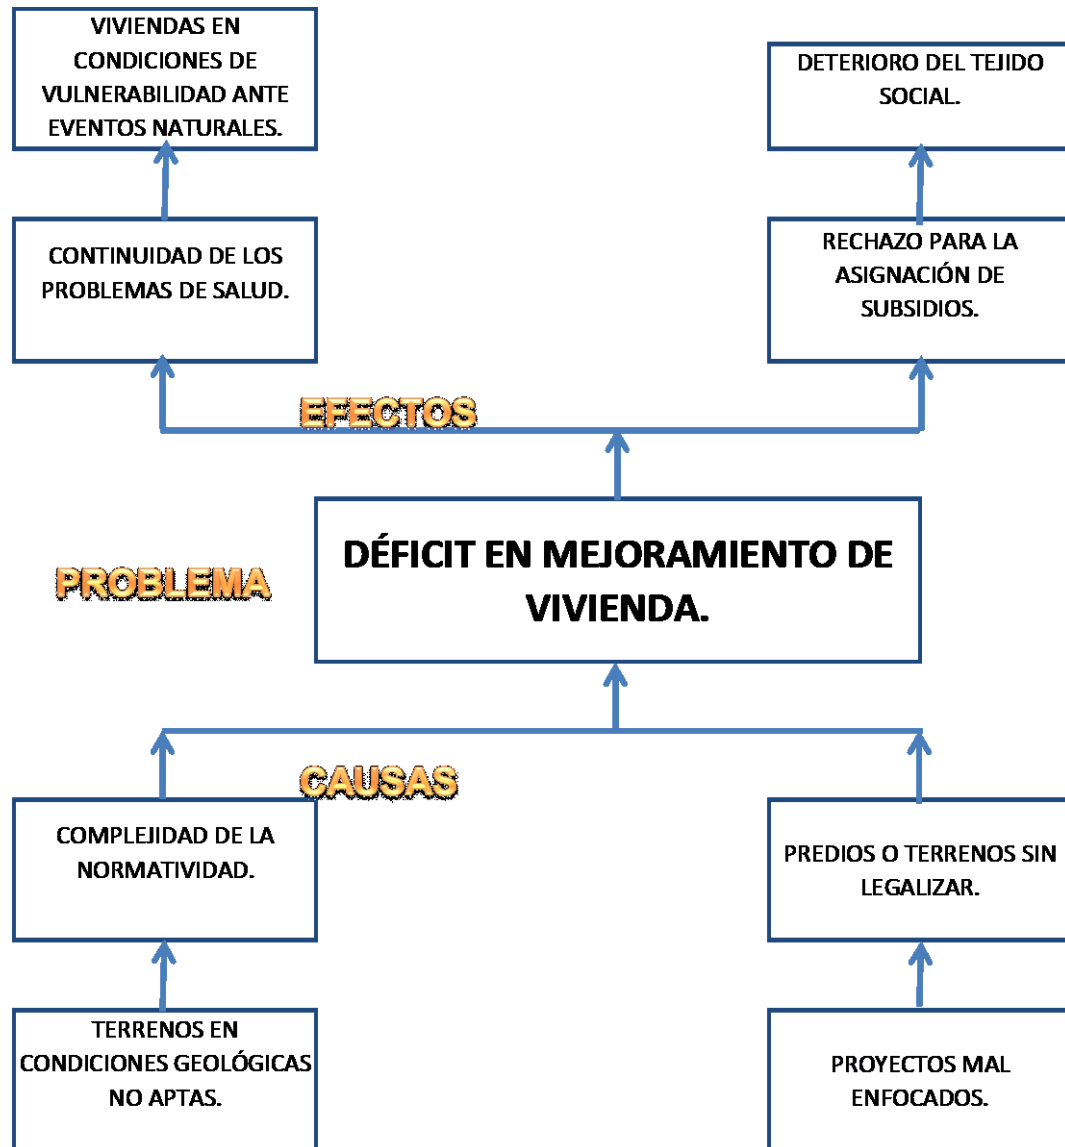 VIVIENDAS EN
CONDICIONES DE
VULNERABILIDAD ANTE
EVENTOS NATURALES.
DETERIORO DEL TEJIDO
SOCIAL.
CONTINUIDAD DE LOS
PROBLEMAS DE SALUD.
RECHAZO PARA LA
ASIGNACIÓN DE
SUBSIDIOS.
EFECTOS
PROBLEMA
DÉFICIT EN MEJORAMIENTO DE
VIVIENDA.
CAUSAS
COMPLEJIDAD DE LA
NORMATIVIDAD.
PREDIOS O TERRENOS SIN
LEGALIZAR.
TERRENOS EN
CONDICIONES GEOLÓGICAS
NO APTAS.
PROYECTOS MAL
ENFOCADOS.